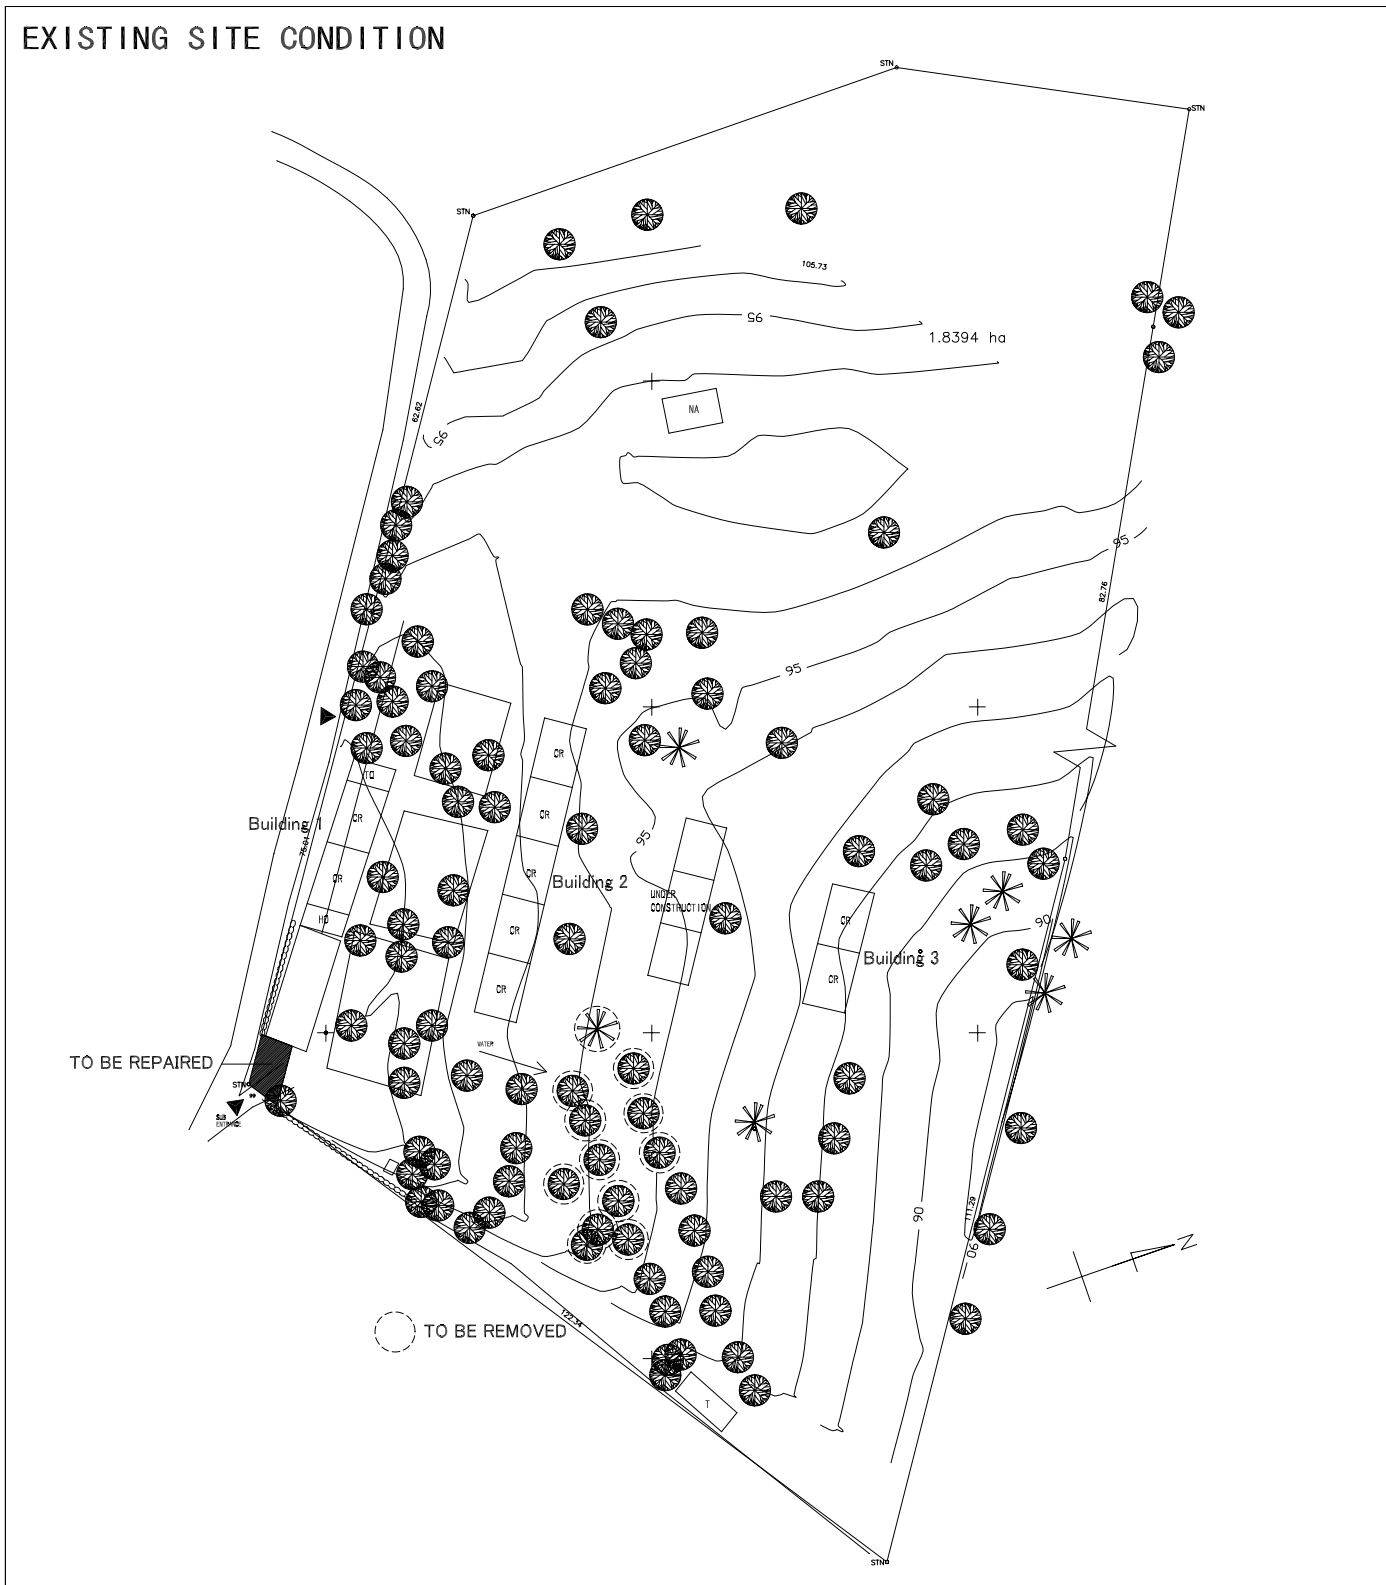 EXISTING SITE CONDITION
STN
STN
STN
105.73
95
1.8394 ha
62.62
NA
95
95
82.76
95
CR
TO
Building 1
CR
CR
75.01
95
CR
Building 2
UNDER
CONSTRUCTION
CR
HO
CR
CR
Building 3
90
CR
CR
WATER
TO BE REPAIRED
STN
SUB
ENTRANCE
90
111.29
90
N
122.34
TO BE REMOVED
T
STN